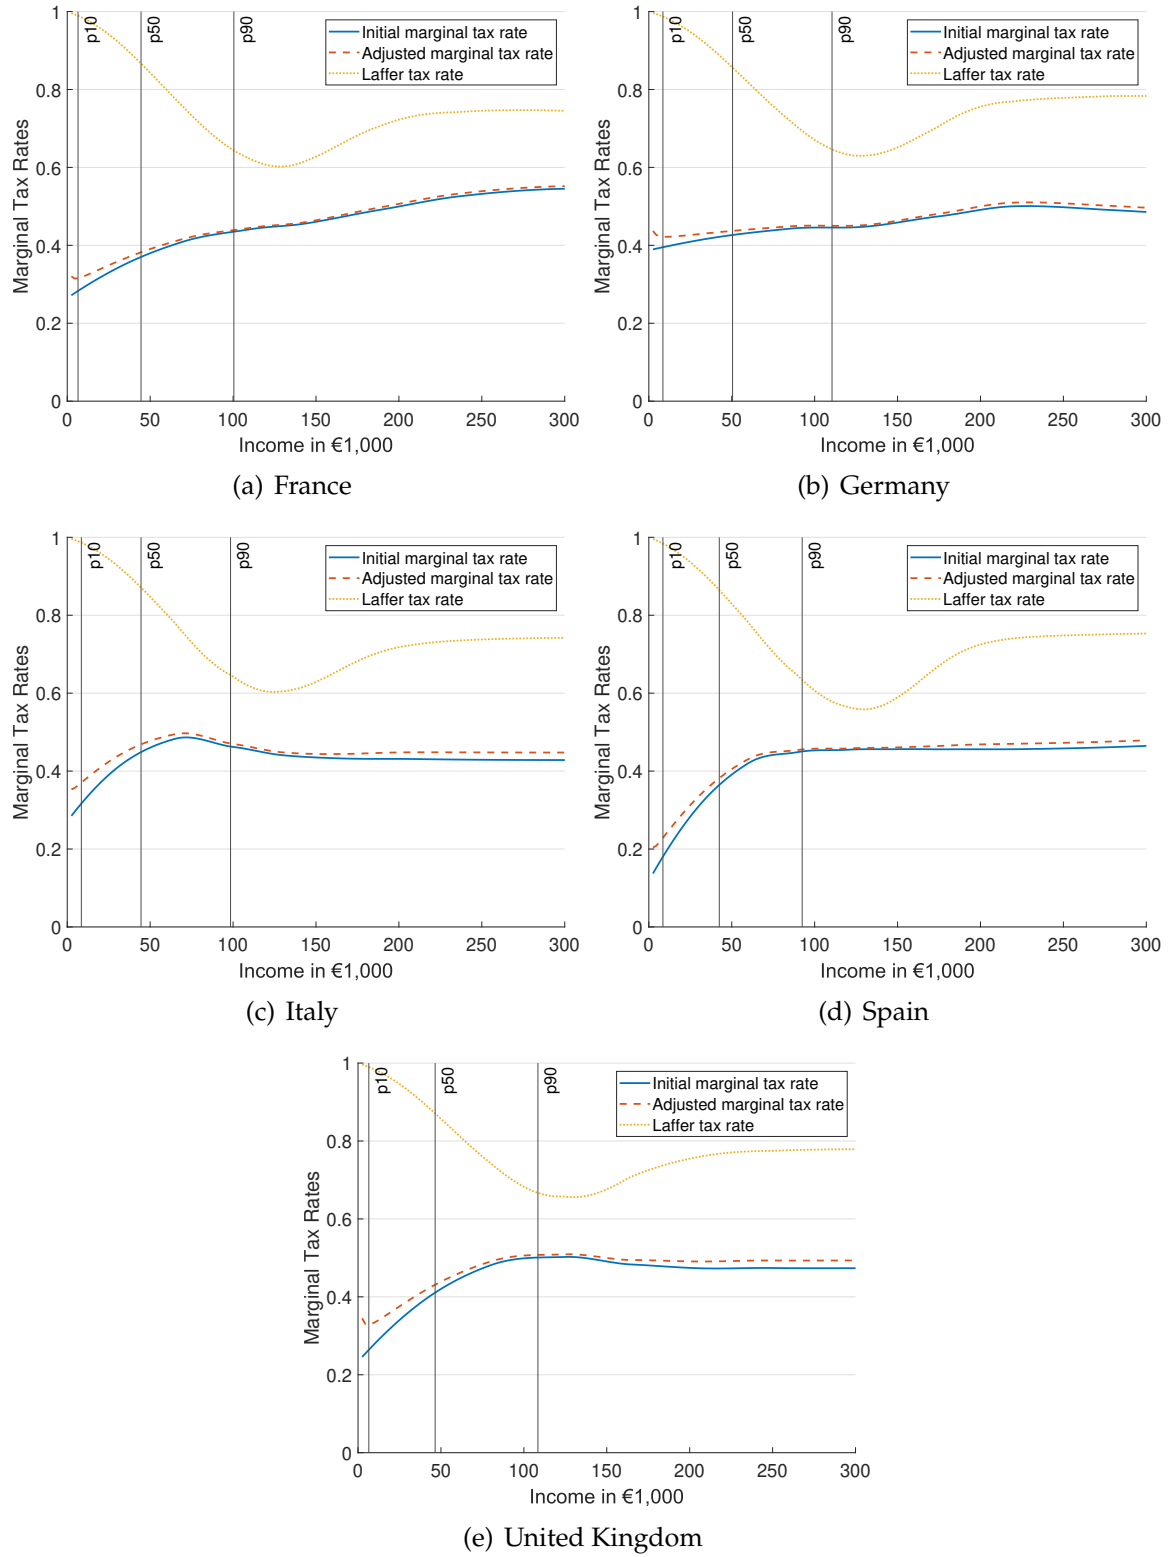 p10
p50
p90
Initial marginal tax rate
Adjusted marginal tax rate
Laffer tax rate
1
0.8
0.6
0.4
0.2
0
Marginal Tax Rates
0 50 100 150 200 250 300
Income in €1,000
(a) France
p10
p50
p90
Initial marginal tax rate
Adjusted marginal tax rate
Laffer tax rate
1
0.8
0.6
0.4
0.2
0
Marginal Tax Rates
0 50 100 150 200 250 300
Income in €1,000
(b) Germany
p10
p50
p90
Initial marginal tax rate
Adjusted marginal tax rate
Laffer tax rate
1
0.8
0.6
0.4
0.2
0
Marginal Tax Rates
0 50 100 150 200 250 300
Income in €1,000
(c) Italy
p10
p50
p90
Initial marginal tax rate
Adjusted marginal tax rate
Laffer tax rate
1
0.8
0.6
0.4
0.2
0
Marginal Tax Rates
0 50 100 150 200 250 300
Income in €1,000
(d) Spain
p10
p50
p90
Initial marginal tax rate
Adjusted marginal tax rate
Laffer tax rate
1
0.8
0.6
0.4
0.2
0
Marginal Tax Rates
0 50 100 150 200 250 300
Income in €1,000
(e) United Kingdom